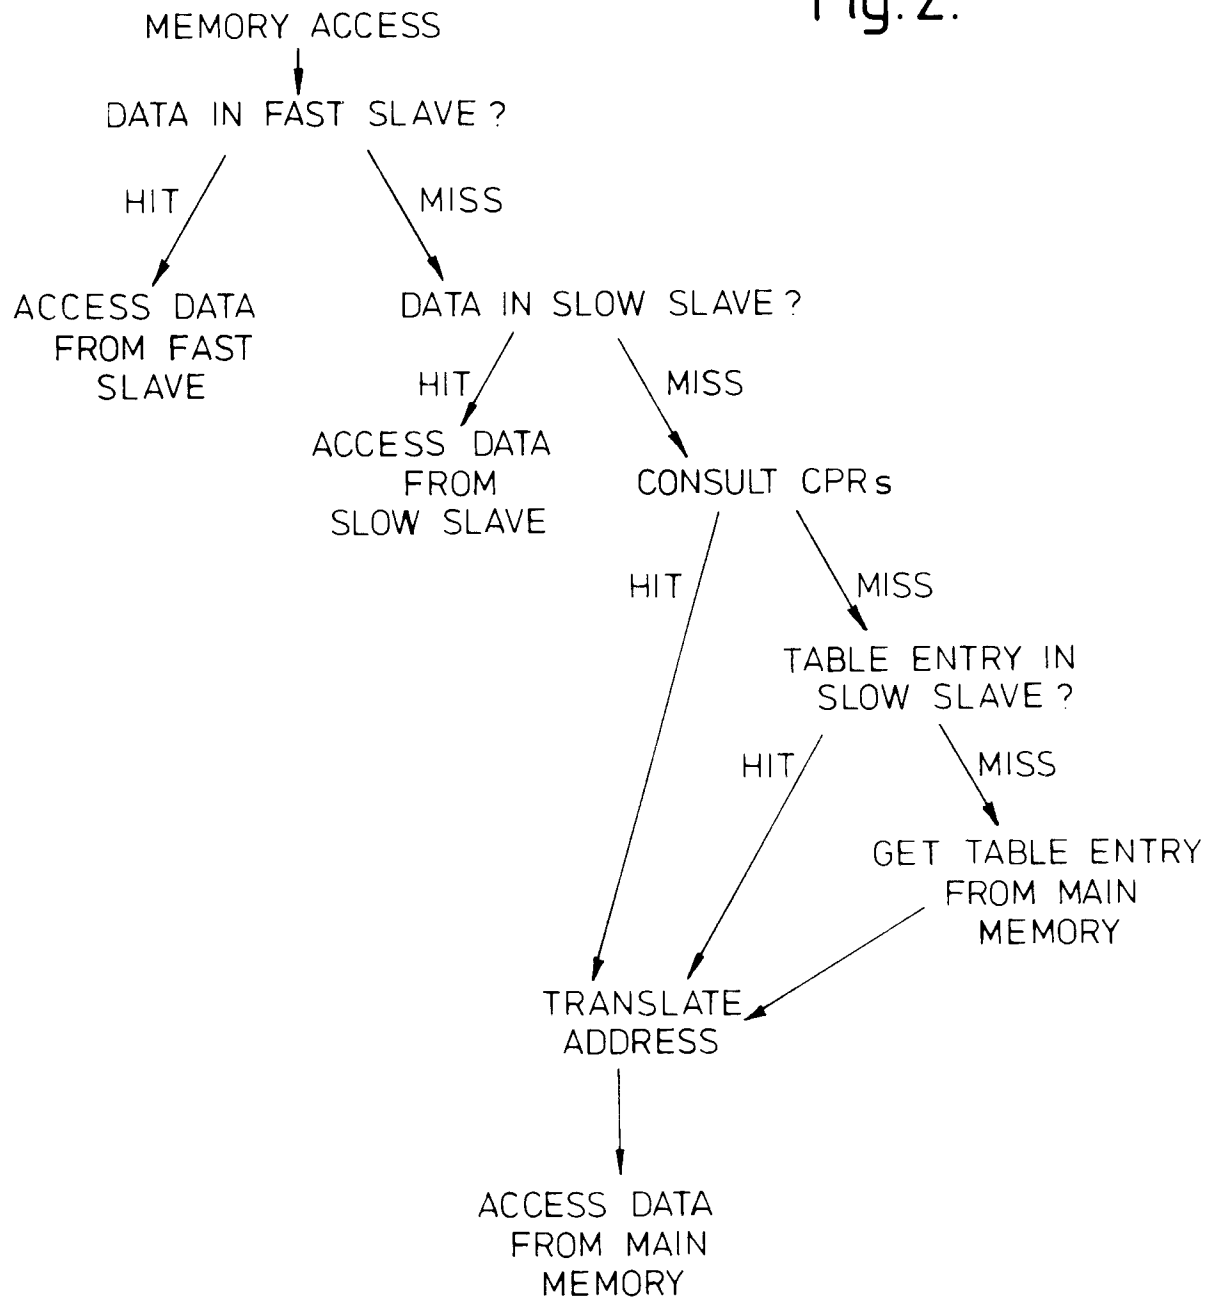 Fig. 2.
MEMORY ACCESS
DATA IN FAST SLAVE ?
HIT
MISS
ACCESS DATA
FROM FAST
SLAVE
DATA IN SLOW SLAVE ?
HIT
MISS
ACCESS DATA
FROM
SLOW SLAVE
CONSULT CPRs
HIT
MISS
TABLE ENTRY IN
SLOW SLAVE ?
HIT
MISS
GET TABLE ENTRY
FROM MAIN
MEMORY
TRANSLATE
ADDRESS
ACCESS DATA
FROM MAIN
MEMORY